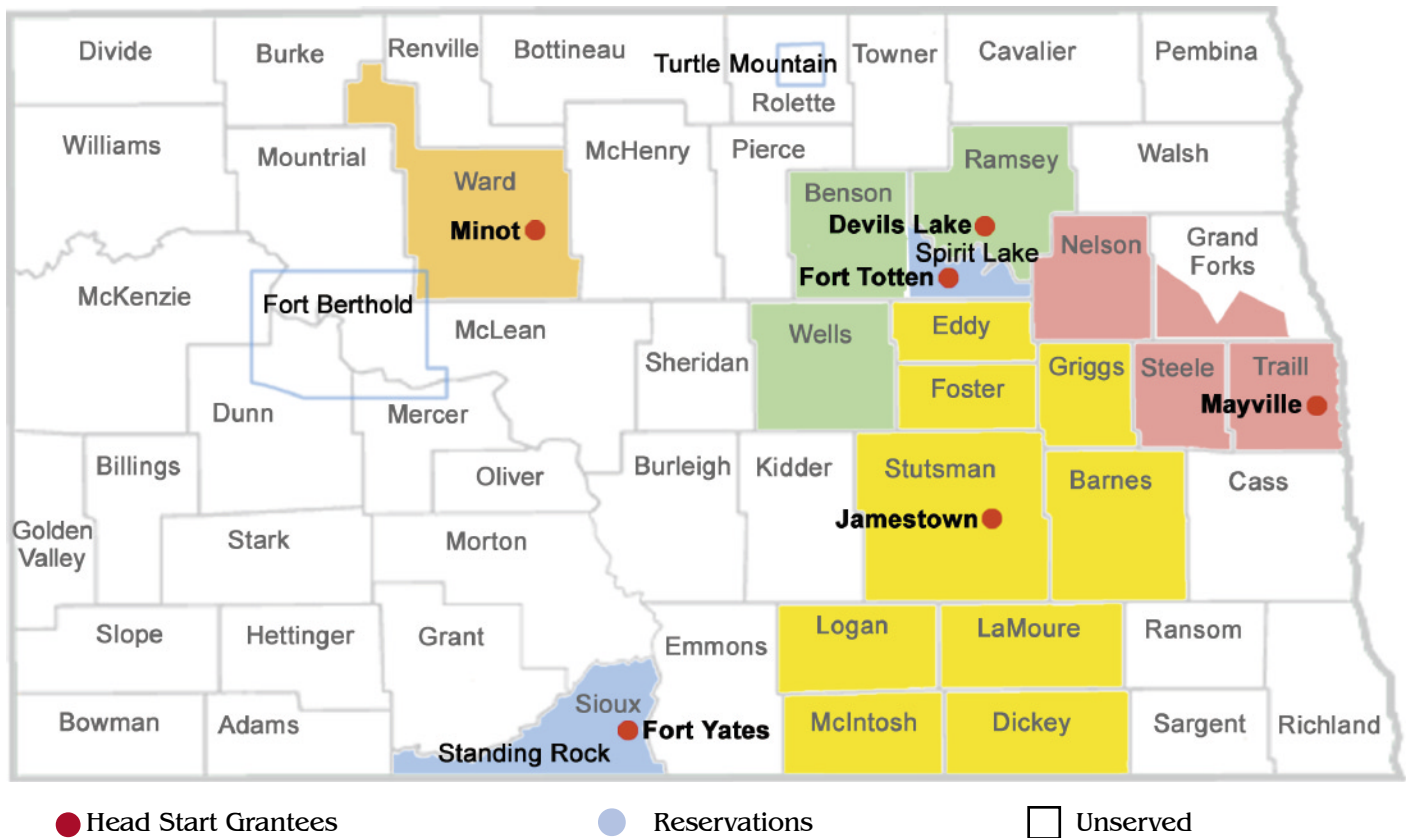 Divide
Burke
Renville
Bottineau
Turtle Mountain
Rolette
Towner
Cavalier
Pembina
Williams
Mountrial
Ward
Minot
McHenry
Pierce
Benson
Ramsey
Walsh
Devils Lake
Spirit Lake
Fort Totten
Nelson
Grand
Forks
McKenzie
Fort Berthold
McLean
Sheridan
Wells
Eddy
Foster
Griggs
Steele
Traill
Mayville
Dunn
Mercer
Billings
Oliver
Burleigh
Kidder
Stutsman
Jamestown
Barnes
Cass
Golden
Valley
Stark
Morton
Slope
Hettinger
Grant
Emmons
Logan
LaMoure
Ransom
Bowman
Adams
Sioux
Fort Yates
Standing Rock
McIntosh
Dickey
Sargent
Richland
Head Start Grantees
Reservations
Unserved